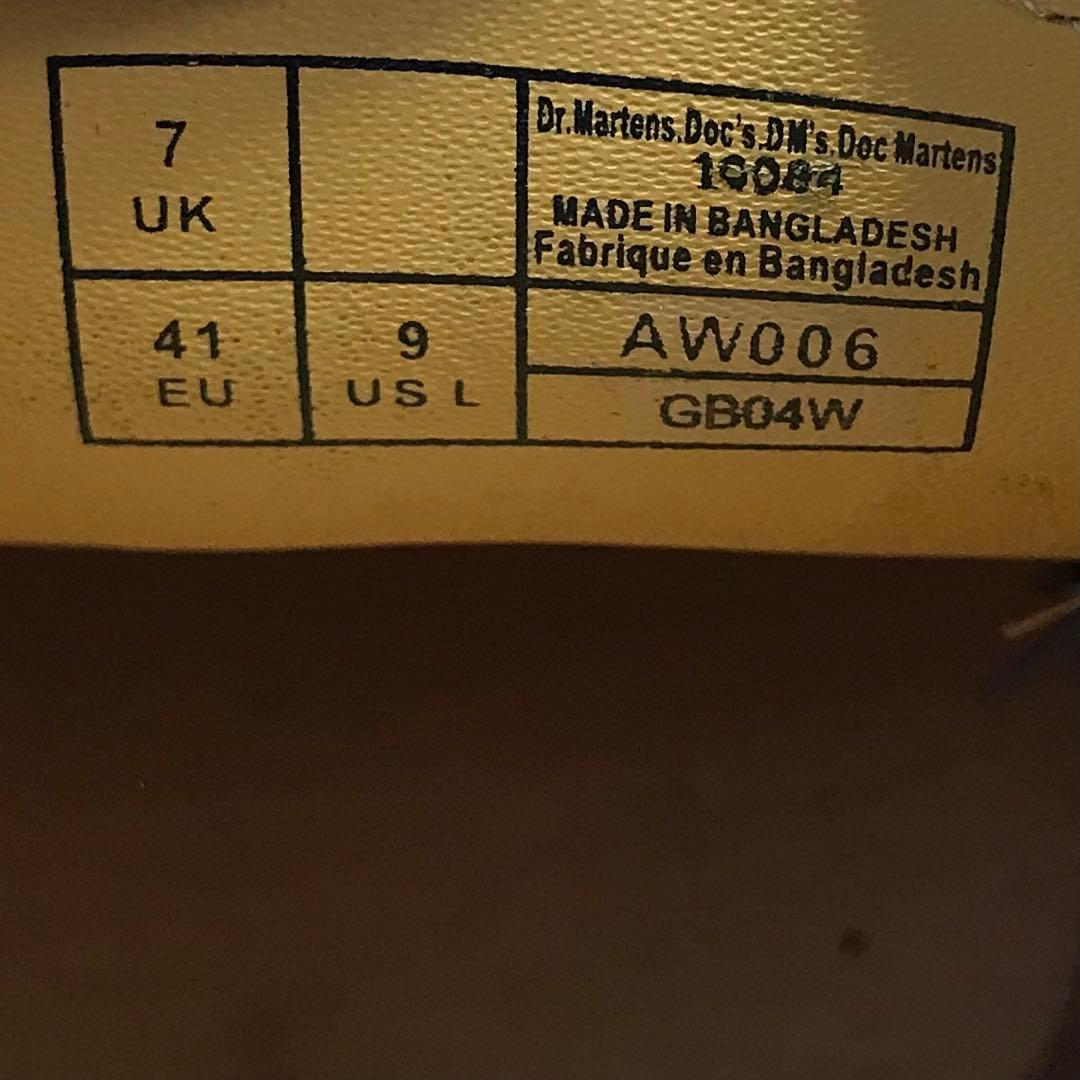 7
UK
41
EU
9
US L
Dr.Martens.Doc's.DM's.Doc Martens
MADE IN BANGLADESH
Fabrique en Bangladesh
AW006
GB04W